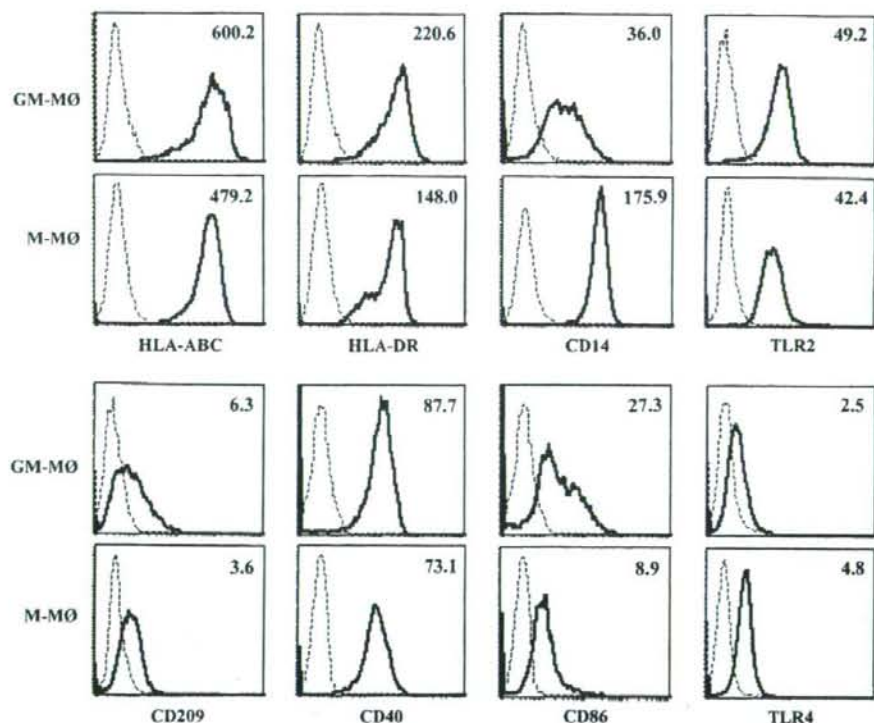 600.2 220.6 36.0 49.2
GM-MØ
479.2 148.0 175.9 42.4
M-MØ
HLA-ABC HLA-DR CD14 TLR2
6.3 87.7 27.3 2.5
GM-MØ
3.6 73.1 8.9 4.8
M-MØ
CD209 CD40 CD86 TLR4